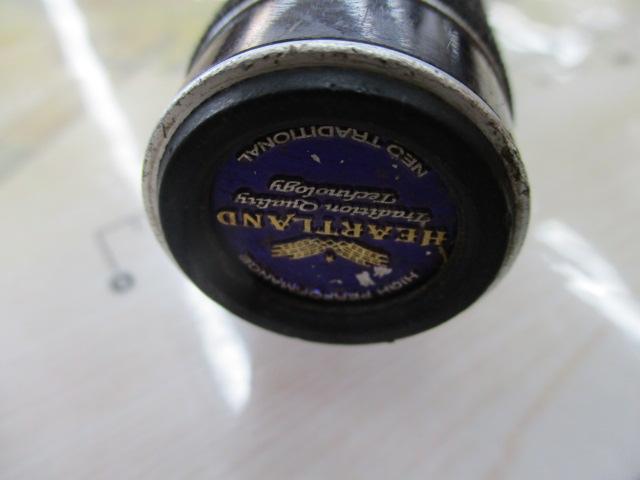 HIGH PERFORMANCE
HEARTLAND
Tradition Quality
Technology
NEO TRADITIONAL